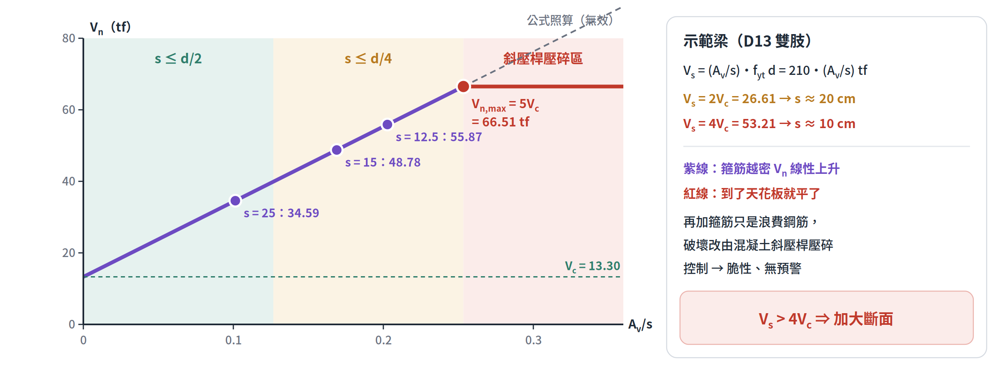 公式照算（無效）
Vn（tf）
80
60
40
20
0
s ≤ d/2
s ≤ d/4
斜壓桿壓碎區
Vn,max = 5Vc
= 66.51 tf
s = 12.5：55.87
s = 15：48.78
s = 25：34.59
Vc = 13.30
0
0.1
0.2
0.3
Av/s
示範梁（D13 雙肢）
Vs = (Av/s)・fyt d = 210・(Av/s) tf
Vs = 2Vc = 26.61 → s ≈ 20 cm
Vs = 4Vc = 53.21 → s ≈ 10 cm
紫線：箍筋越密 Vn 線性上升
紅線：到了天花板就平了
再加箍筋只是浪費鋼筋，
破壞改由混凝土斜壓桿壓碎
控制 → 脆性、無預警
Vs > 4Vc ⇒ 加大斷面